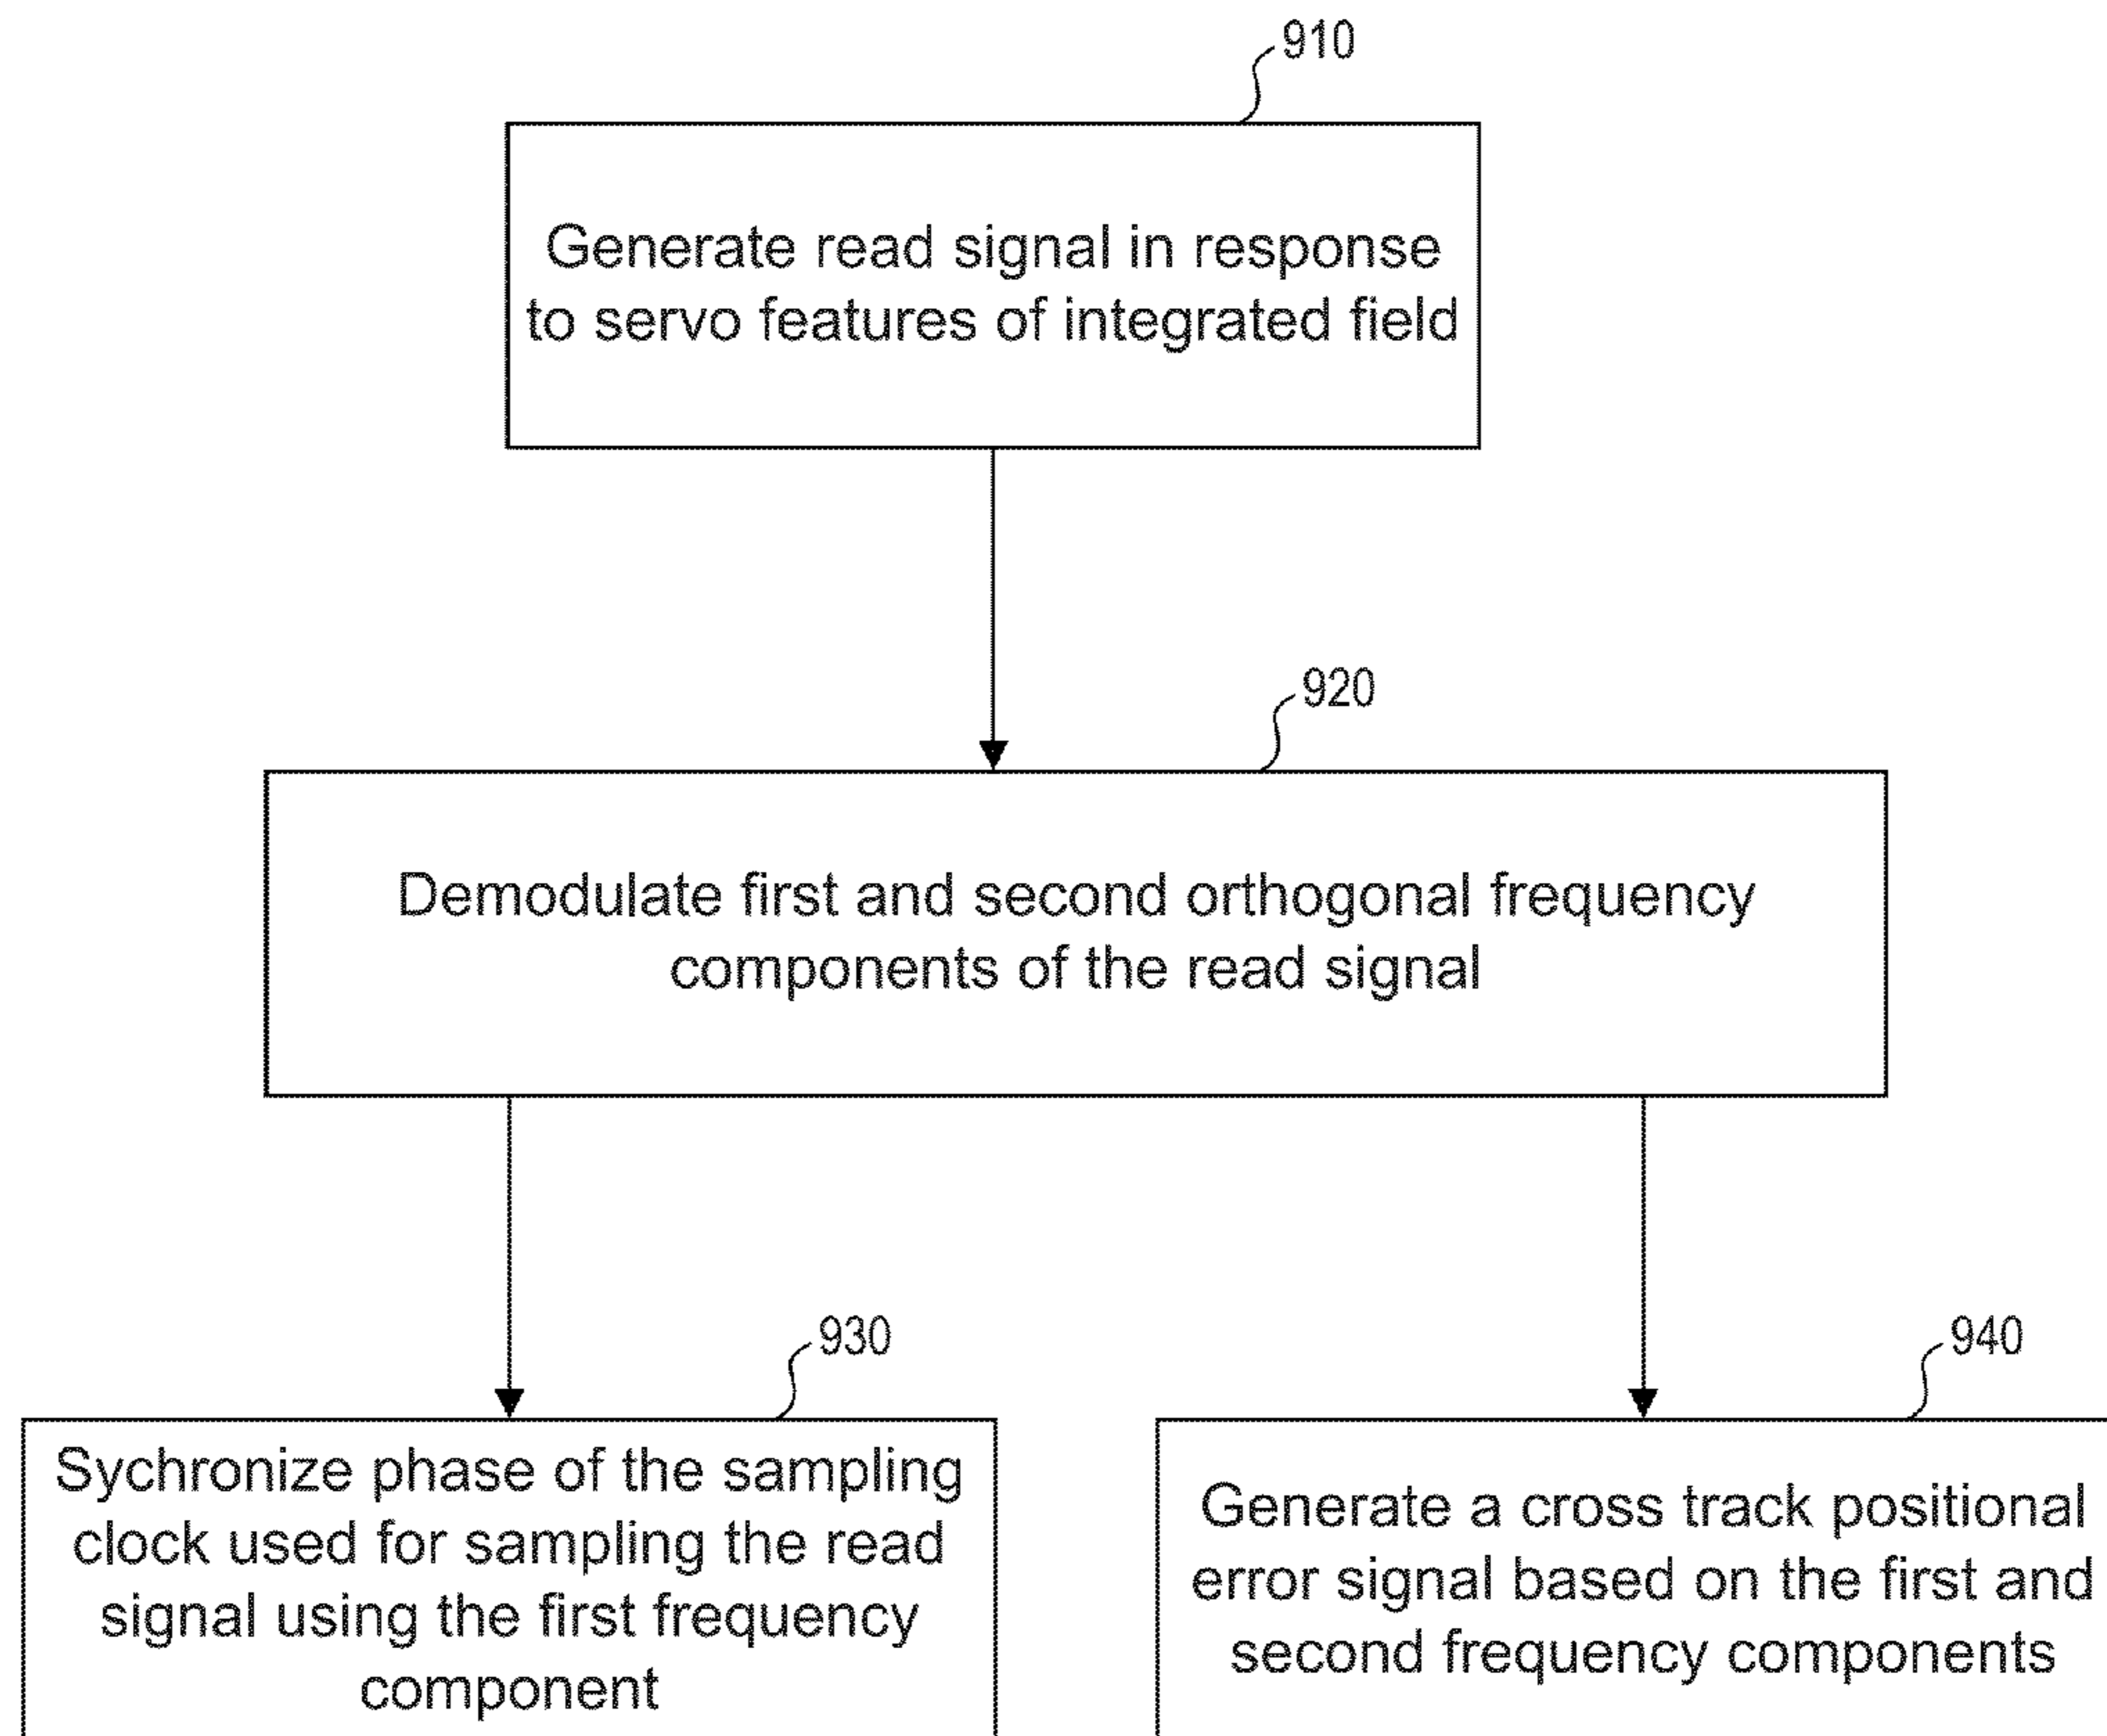 910
Generate read signal in response
to servo features of integrated field
920
Demodulate first and second orthogonal frequency
components of the read signal
930
Sychronize phase of the sampling
clock used for sampling the read
signal using the first frequency
component
940
Generate a cross track positional
error signal based on the first and
second frequency components